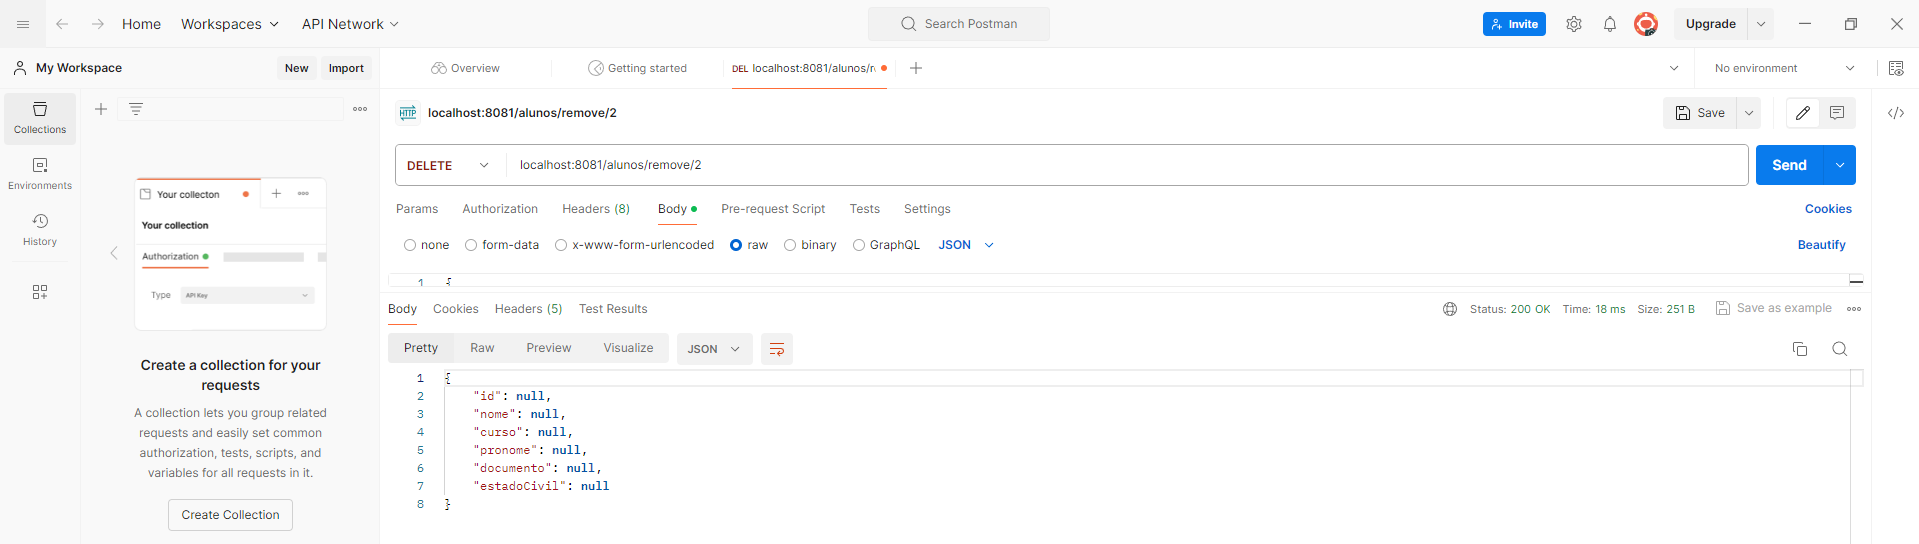 Home Workspaces API Network Search Postman Invite Upgrade
My Workspace New Import Overview Getting started DEL localhost:8081/alunos/r No environment
Collections
Environments
History
Your collecton
Your collection
Authorization
Type API Key
Create a collection for your
requests
A collection lets you group related
requests and easily set common
authorization, tests, scripts, and
variables for all requests in it.
Create Collection
HTTP localhost:8081/alunos/remove/2 Save
DELETE localhost:8081/alunos/remove/2 Send
Params Authorization Headers (8) Body Pre-request Script Tests Settings Cookies
none form-data x-www-form-urlencoded raw binary GraphQL JSON Beautify
1 {
Body Cookies Headers (5) Test Results Status: 200 OK Time: 18 ms Size: 251 B Save as example
Pretty Raw Preview Visualize JSON
1 {
2 "id": null,
3 "nome": null,
4 "curso": null,
5 "pronome": null,
6 "documento": null,
7 "estadoCivil": null
8 }